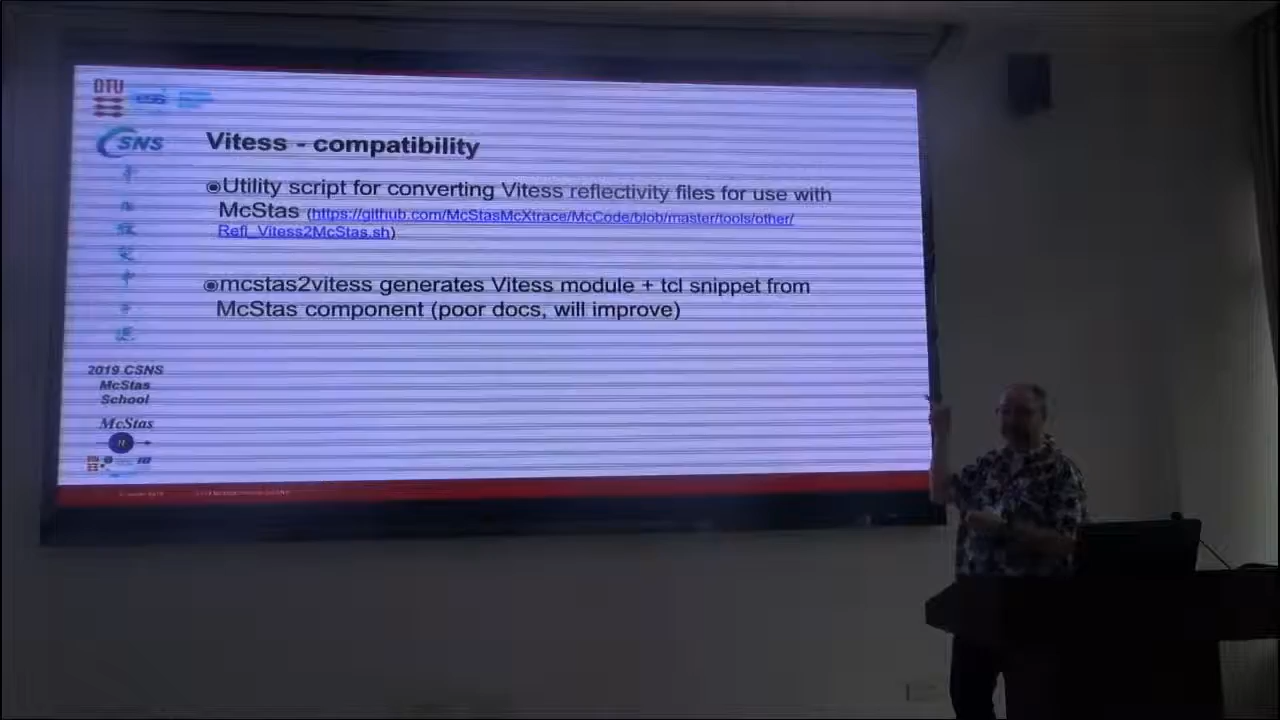 DTU
ess
CSNS
Vitess - compatibility
◉Utility script for converting Vitess reflectivity files for use with
McStas (https://github.com/McStasMcXtrace/McCode/blob/master/tools/other/
Refl_Vitess2McStas.sh)
◉mcstas2vitess generates Vitess module + tcl snippet from
McStas component (poor docs, will improve)
2019 CSNS
McStas
School
McStas